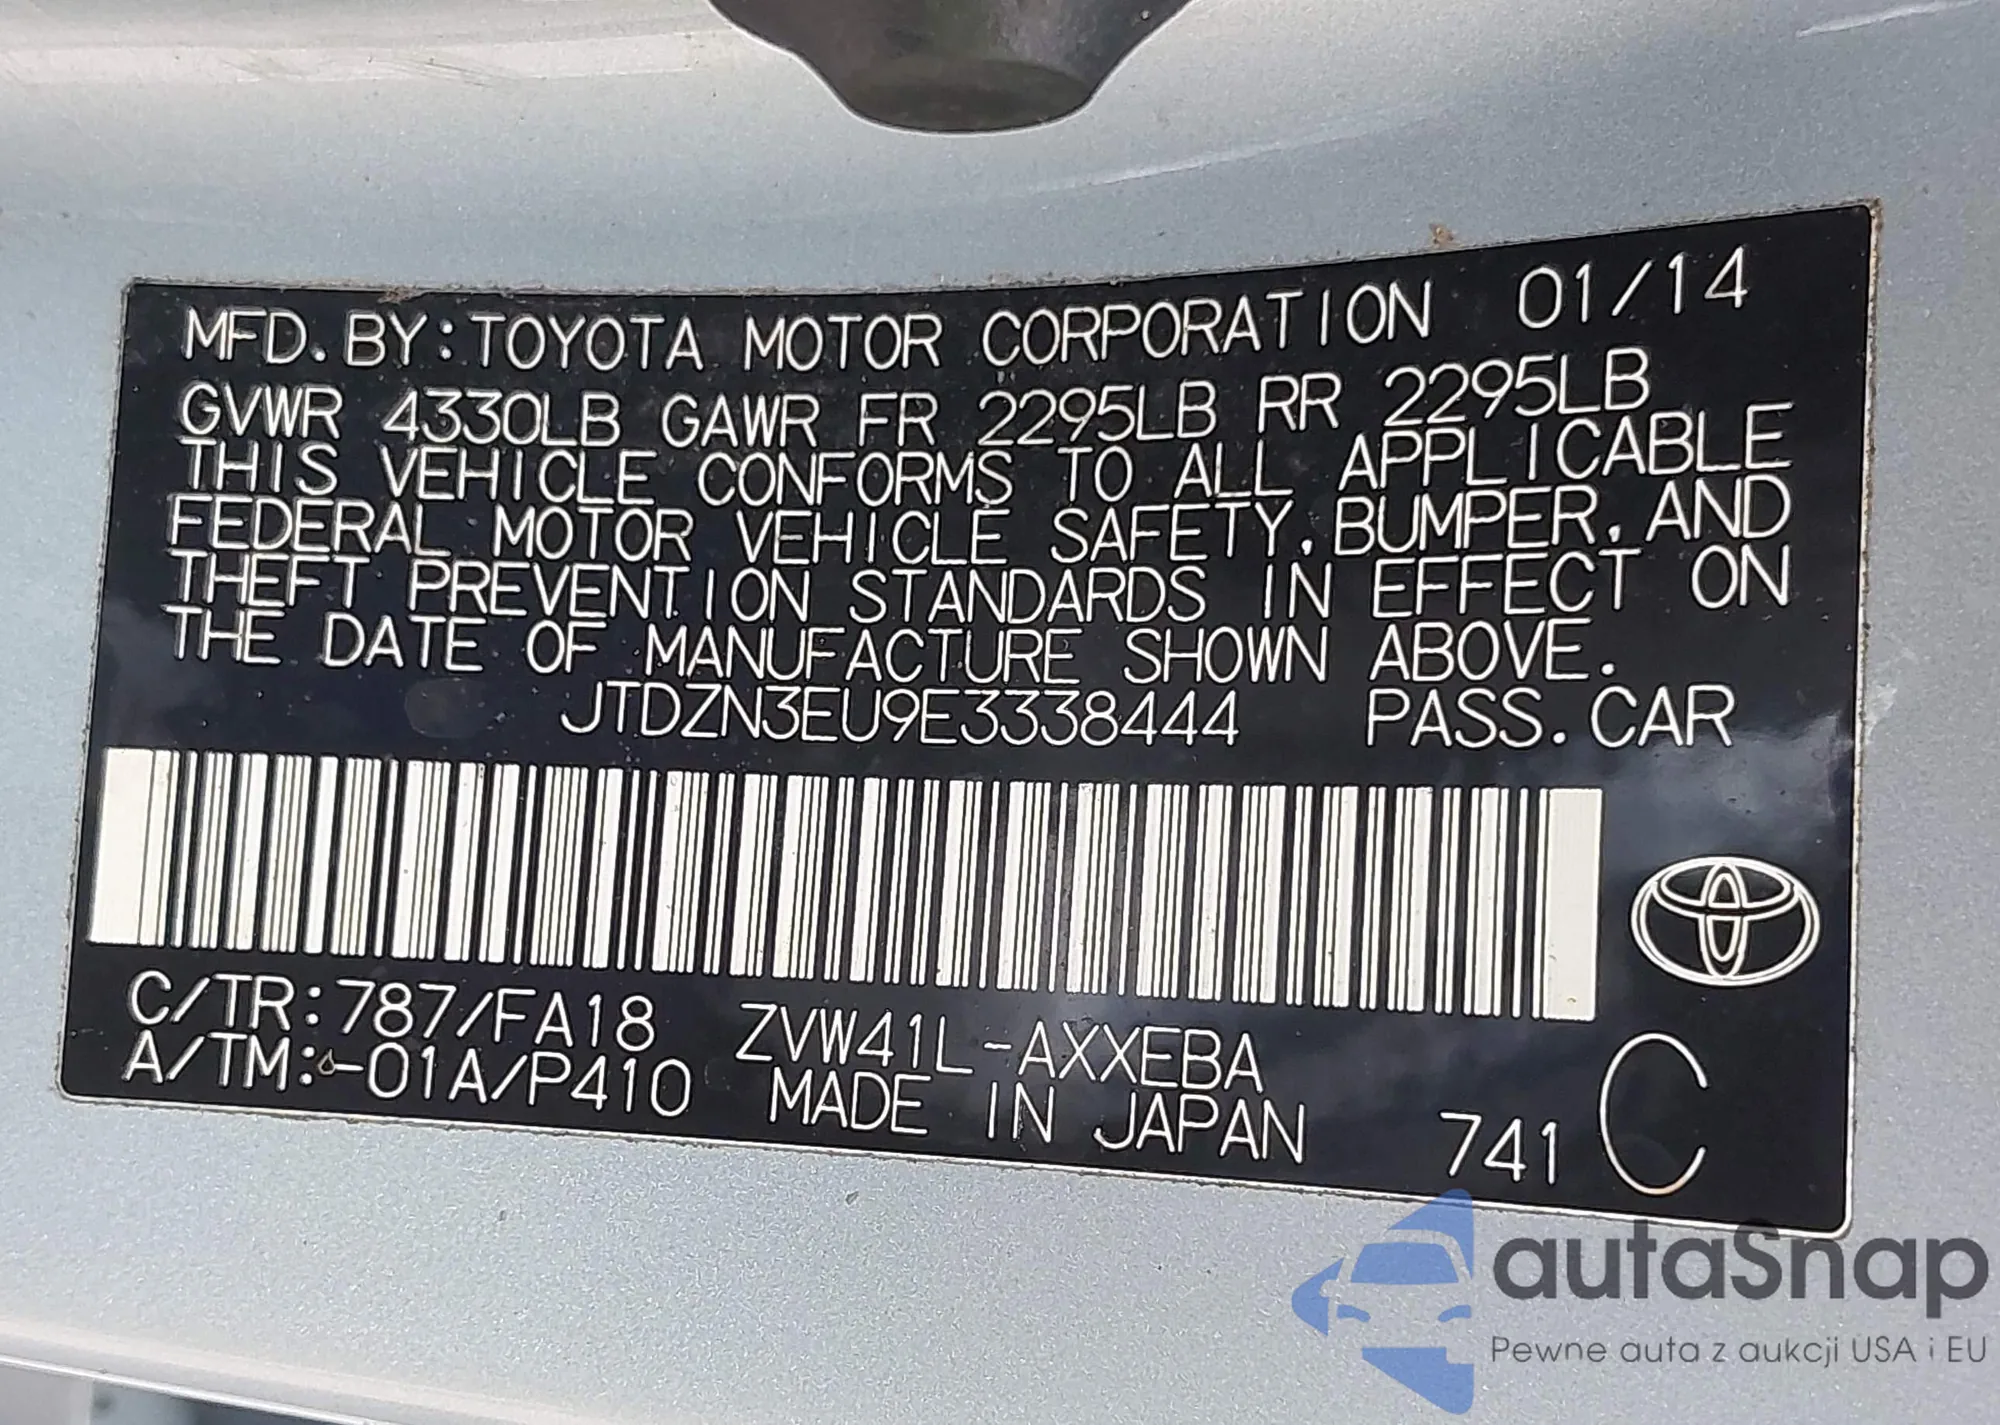 MFD. BY: TOYOTA MOTOR CORPORATION 01/14
GVWR 4330LB GAWR FR 2295LB RR 2295LB
THIS VEHICLE CONFORMS TO ALL APPLICABLE
FEDERAL MOTOR VEHICLE SAFETY, BUMPER, AND
THEFT PREVENTION STANDARDS IN EFFECT ON
THE DATE OF MANUFACTURE SHOWN ABOVE.
JTDZN3EU9E3338444 PASS. CAR
C/TR: 787/FA18 ZVW41L-AXXEBA
A/TM: -01A/P410 MADE IN JAPAN 741 C
autaSnap
Pewne auta z aukcji USA i EU